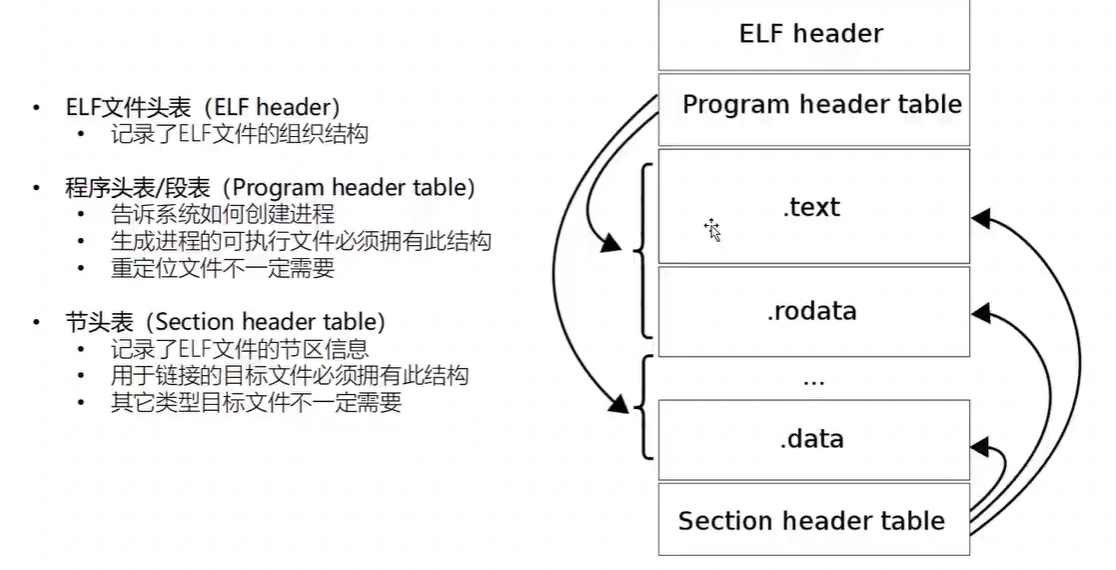 ELF文件头表（ELF header）
记录了ELF文件的组织结构
程序头表/段表（Program header table）
告诉系统如何创建进程
生成进程的可执行文件必须拥有此结构
重定位文件不一定需要
节头表（Section header table）
记录了ELF文件的节区信息
用于链接的目标文件必须拥有此结构
其它类型目标文件不一定需要
ELF header
Program header table
.text
.rodata
...
.data
Section header table